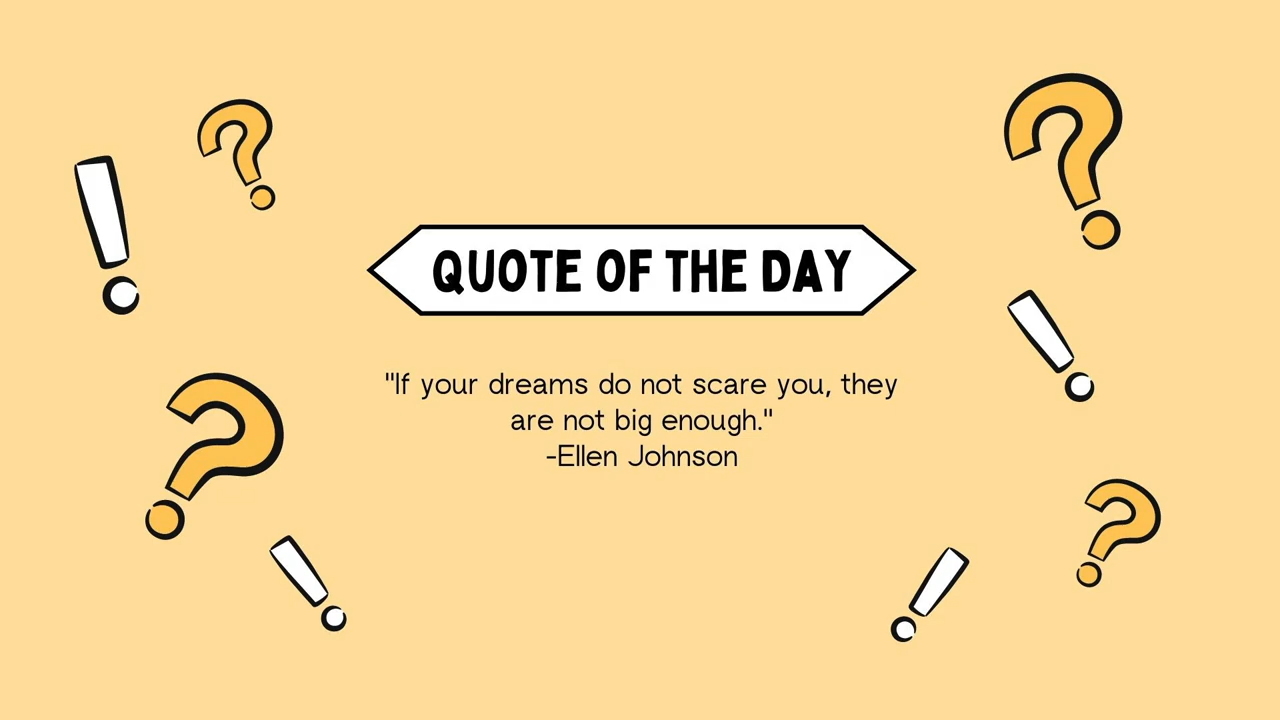 QUOTE OF THE DAY
"If your dreams do not scare you, they
are not big enough."
-Ellen Johnson